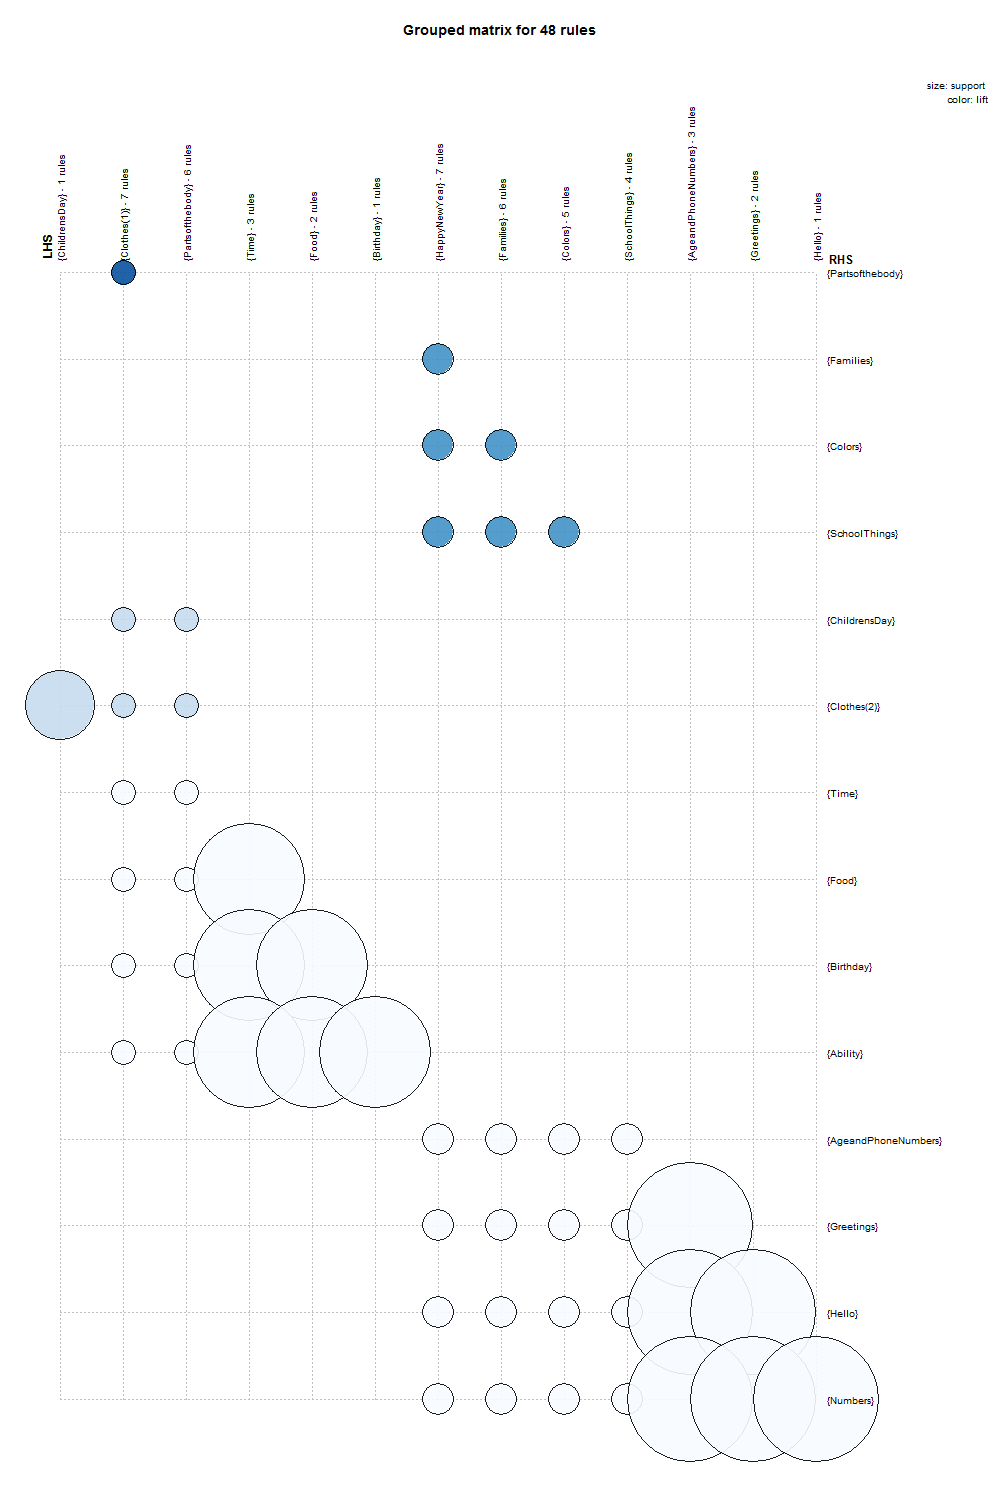 Grouped matrix for 48 rules
size: support
color: lift
LHS
{ChildrensDay} - 1 rules
{Clothes(1)} - 7 rules
{Partsofthebody} - 6 rules
{Time} - 3 rules
{Food} - 2 rules
{Birthday} - 1 rules
{HappyNewYear} - 7 rules
{Families} - 6 rules
{Colors} - 5 rules
{SchoolThings} - 4 rules
{AgeandPhoneNumbers} - 3 rules
{Greetings} - 2 rules
{Hello} - 1 rules
RHS
{Partsofthebody}
{Families}
{Colors}
{SchoolThings}
{ChildrensDay}
{Clothes(2)}
{Time}
{Food}
{Birthday}
{Ability}
{AgeandPhoneNumbers}
{Greetings}
{Hello}
{Numbers}